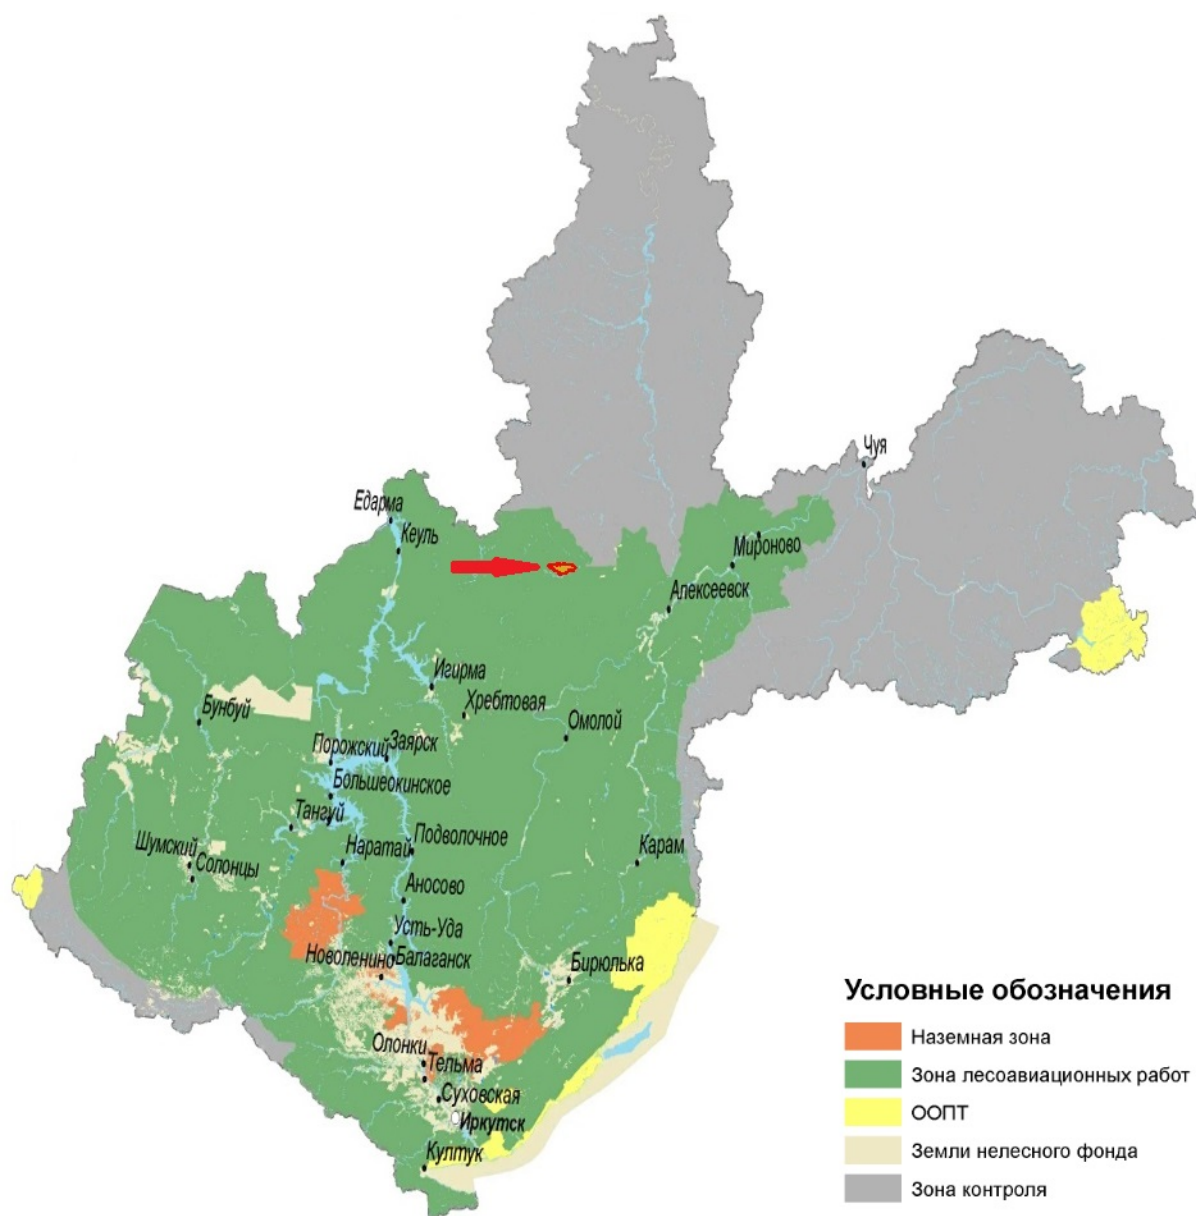 Чуя
Едарма
Кеуль
Мироново
Алексеевск
Игирма
Бунбуй
Хребтовая
Омолой
Порожский
Заярск
Большеокинское
Тангуй
Подволочное
Шумский
Наратай
Карам
Солонцы
Аносово
Усть-Уда
Новоленино
Балаганск
Бирюлька
Условные обозначения
Наземная зона
Олонки
Тельма
Зона лесоавиационных работ
Суховская
ООПТ
Иркутск
Култук
Земли нелесного фонда
Зона контроля